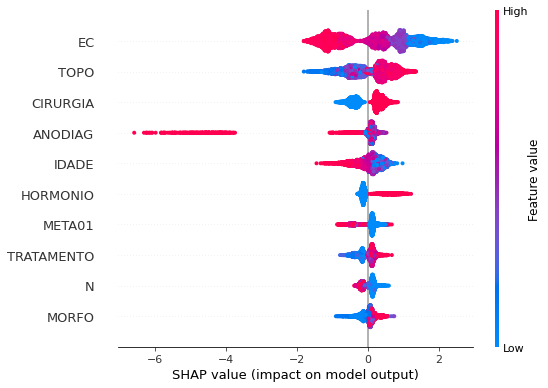 High
EC
TOPO
CIRURGIA
ANODIAG
IDADE
HORMONIO
META01
TRATAMENTO
N
MORFO
Feature value
Low
−6 −4 −2 0 2
SHAP value (impact on model output)